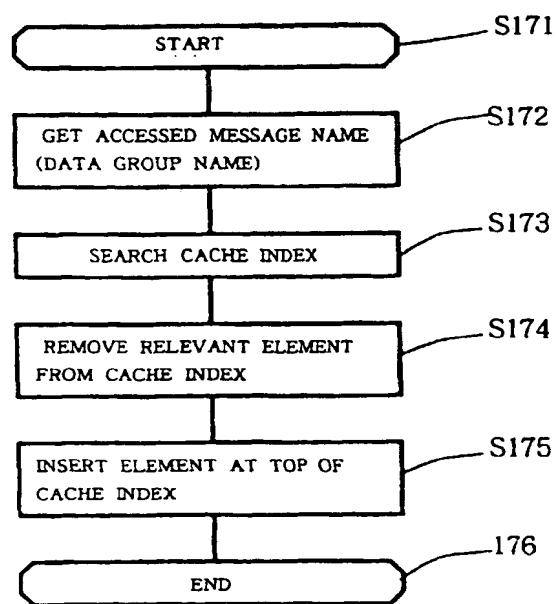 START
S171
GET ACCESSED MESSAGE NAME
(DATA GROUP NAME)
S172
SEARCH CACHE INDEX
S173
REMOVE RELEVANT ELEMENT
FROM CACHE INDEX
S174
INSERT ELEMENT AT TOP OF
CACHE INDEX
S175
END
176